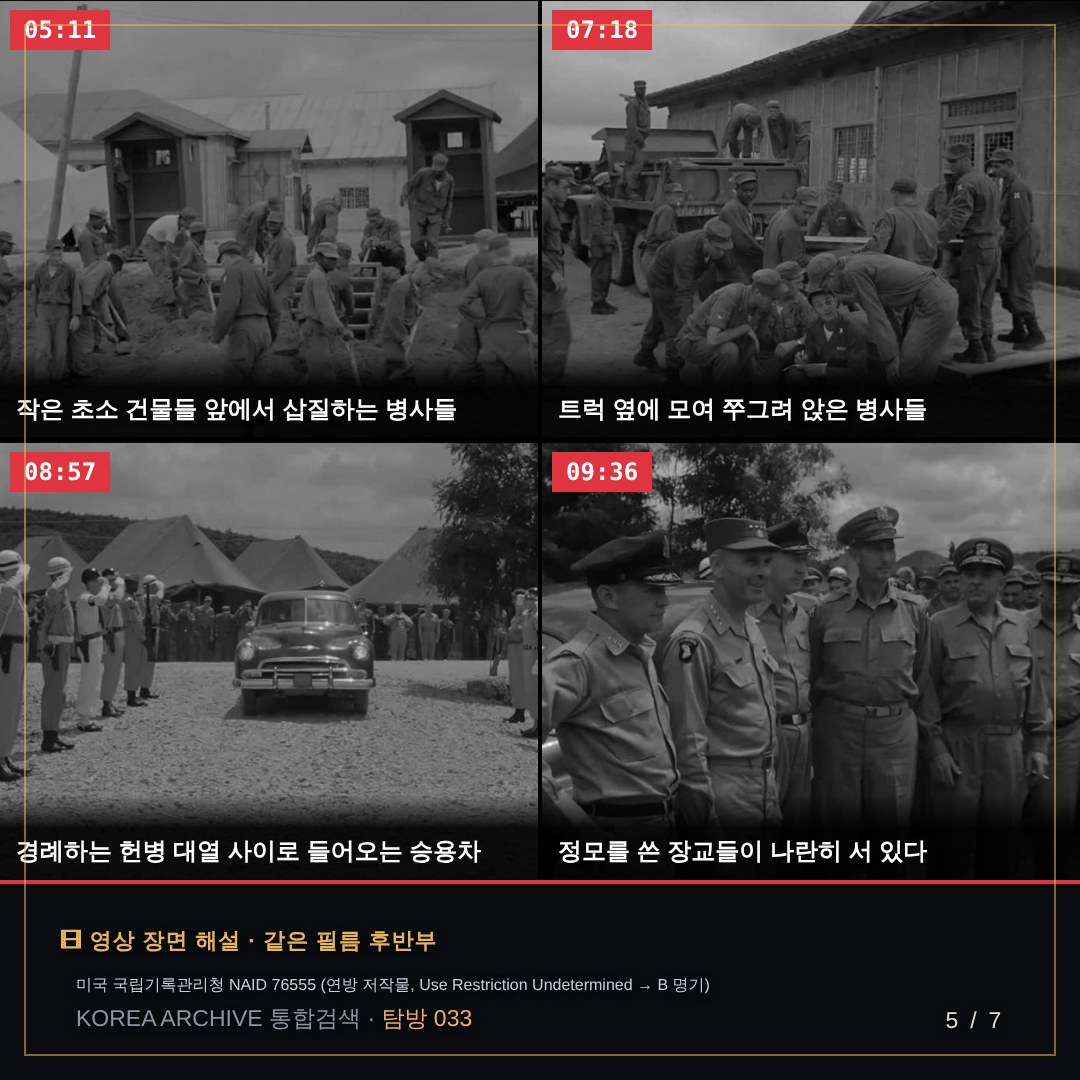 05:11
07:18
작은 초소 건물들 앞에서 삽질하는 병사들
트럭 옆에 모여 쭈그려 앉은 병사들
08:57
09:36
경례하는 헌병 대열 사이로 들어오는 승용차
정모를 쓴 장교들이 나란히 서 있다
영상 장면 해설 · 같은 필름 후반부
미국 국립기록관리청 NAID 76555 (연방 저작물, Use Restriction Undetermined → B 명기)
KOREA ARCHIVE 통합검색 · 탐방 033
5 / 7